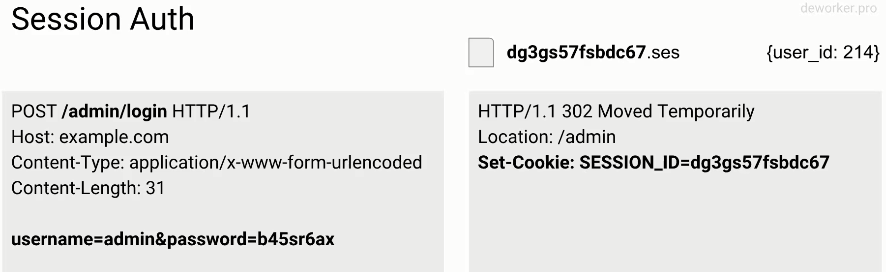 deworker.pro
Session Auth
dg3gs57fsbdc67.ses {user_id: 214}
POST /admin/login HTTP/1.1
Host: example.com
Content-Type: application/x-www-form-urlencoded
Content-Length: 31
username=admin&password=b45sr6ax
HTTP/1.1 302 Moved Temporarily
Location: /admin
Set-Cookie: SESSION_ID=dg3gs57fsbdc67